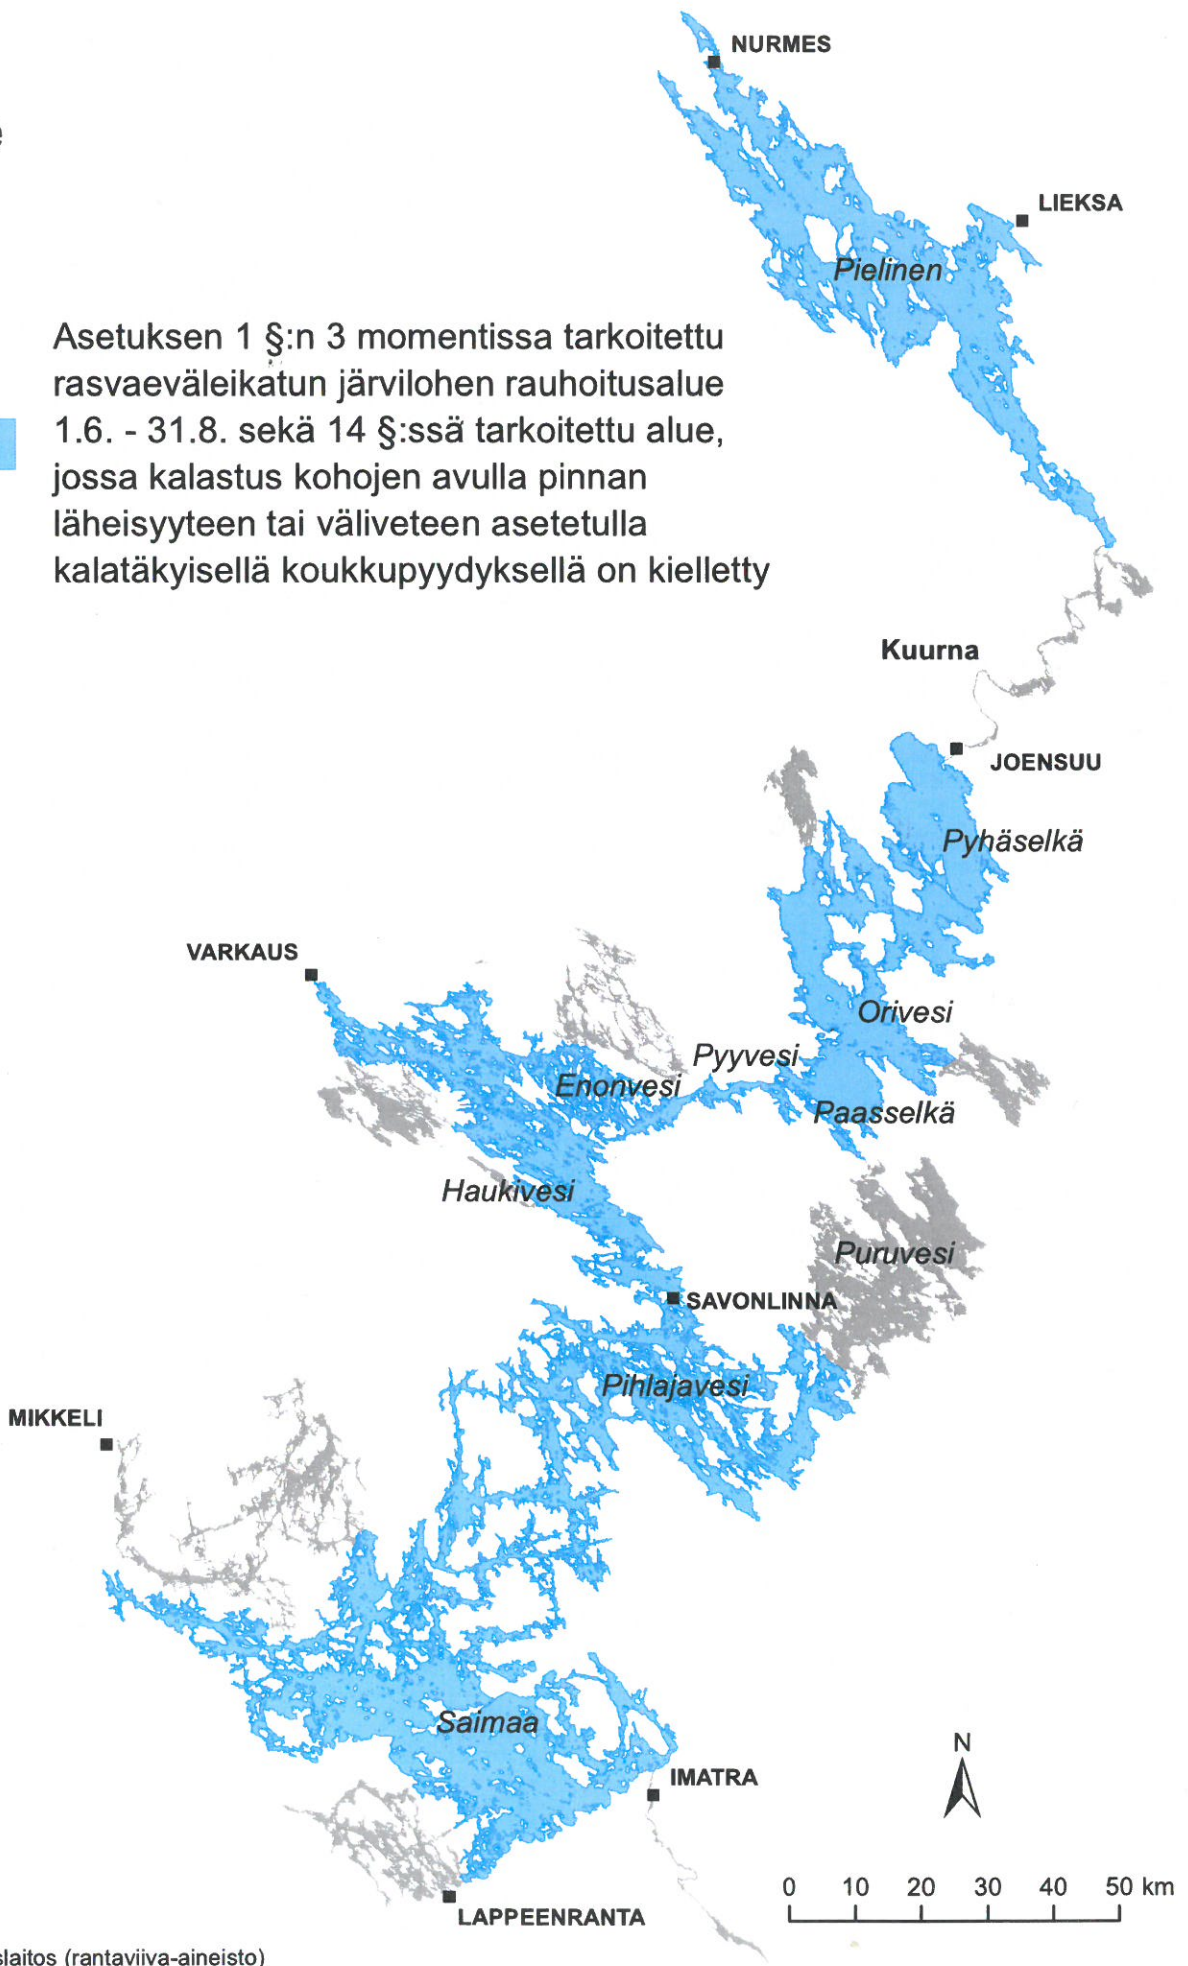 NURMES
LIEKSA
Pielinen
Asetuksen 1 §:n 3 momentissa tarkoitettu
rasvaeväleikatun järvilohen rauhoitusalue
1.6. - 31.8. sekä 14 §:ssä tarkoitettu alue,
jossa kalastus kohojen avulla pinnan
läheisyyteen tai väliveteen asetetulla
kalatäkyisellä koukkupyydyksellä on kielletty
Kuurna
JOENSUU
Pyhäselkä
VARKAUS
Orivesi
Pyyvesi
Enonvesi
Paasselkä
Haukivesi
Puruvesi
SAVONLINNA
Pihlajavesi
MIKKELI
Saimaa
N
IMATRA
0 10 20 30 40 50 km
LAPPEENRANTA
slaitos (rantaviiva-aineisto)